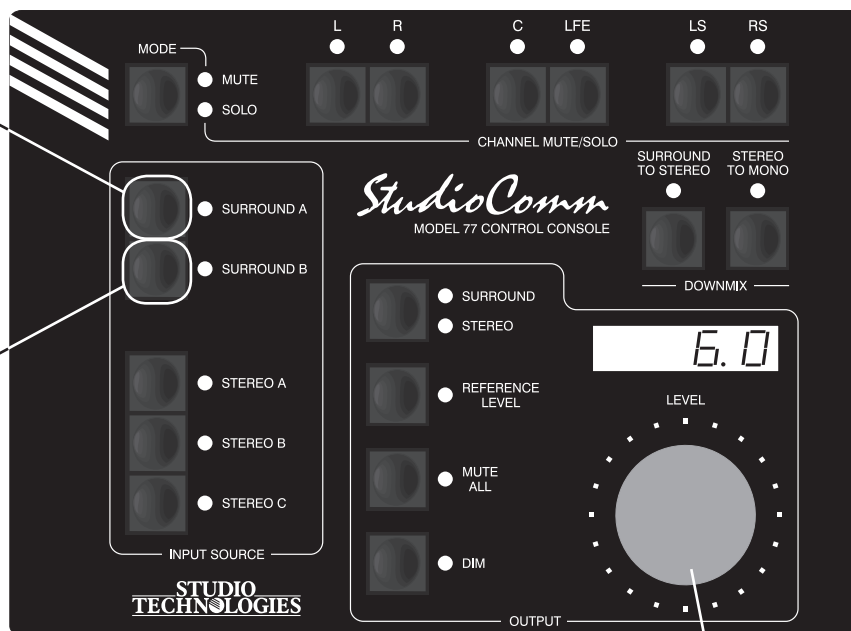 L R C LFE LS RS
MODE
MUTE
SOLO
CHANNEL MUTE/SOLO
SURROUND
TO STEREO
STEREO
TO MONO
SURROUND A
StudioComm
MODEL 77 CONTROL CONSOLE
SURROUND B
DOWNMIX
SURROUND
STEREO
6.0
STEREO A
REFERENCE
LEVEL
LEVEL
STEREO B
MUTE
ALL
STEREO C
INPUT SOURCE
DIM
STUDIO
TECHNOLOGIES
OUTPUT